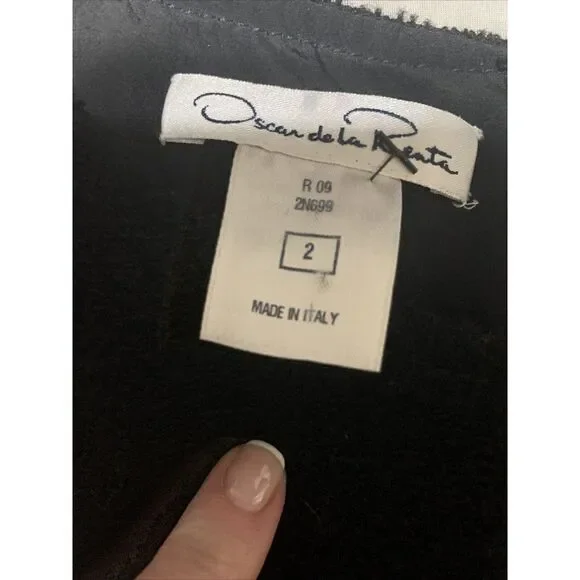 Oscar de la Renta
R 09
2N699
2
MADE IN ITALY